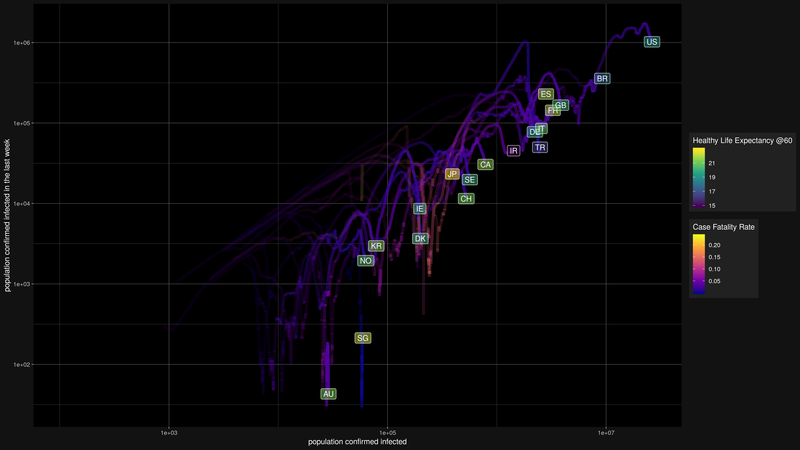 1e+06
1e+05
1e+04
1e+03
1e+02
population confirmed infected in the last week
US
BR
ES
FR
GB
DE
IT
TR
IR
CA
JP
SE
CH
IE
DK
KR
NO
SG
AU
1e+03
1e+05
1e+07
population confirmed infected
Healthy Life Expectancy @60
21
19
17
15
Case Fatality Rate
0.20
0.15
0.10
0.05